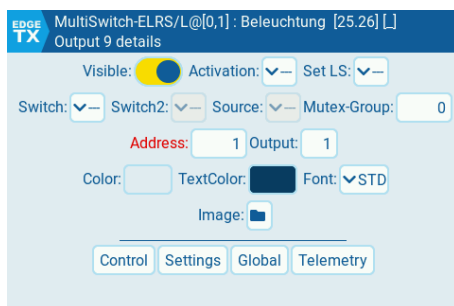 EDGE TX MultiSwitch-ELRS/L@[0,1] : Beleuchtung [25.26] [_]
Output 9 details
Visible: Activation: --- Set LS: ---
Switch: --- Switch2: --- Source: --- Mutex-Group: 0
Address: 1 Output: 1
Color: TextColor: Font: STD
Image:
Control Settings Global Telemetry